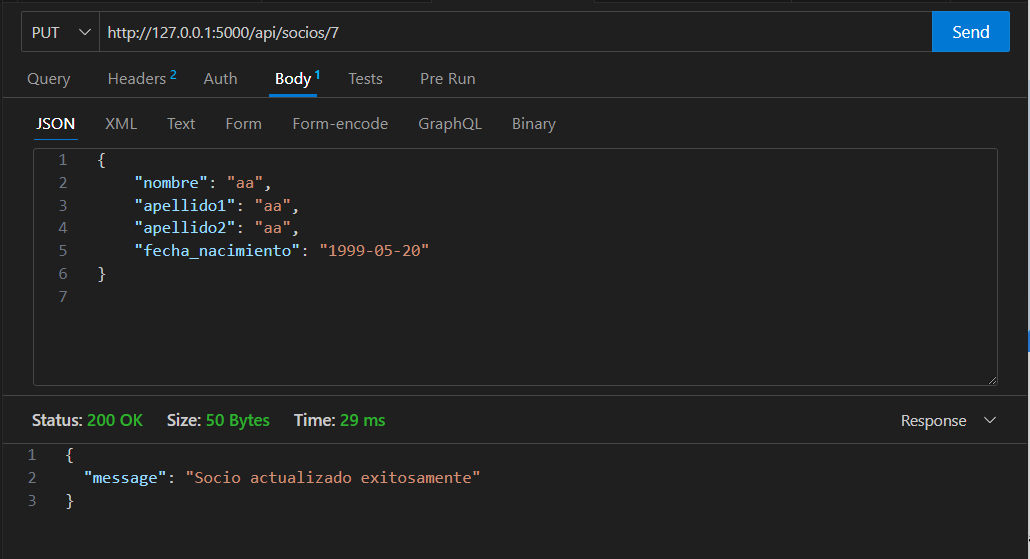 PUT http://127.0.0.1:5000/api/socios/7 Send
Query Headers 2 Auth Body 1 Tests Pre Run
JSON XML Text Form Form-encode GraphQL Binary
1 {
2 "nombre": "aa",
3 "apellido1": "aa",
4 "apellido2": "aa",
5 "fecha_nacimiento": "1999-05-20"
6 }
7
Status: 200 OK Size: 50 Bytes Time: 29 ms Response
1 {
2 "message": "Socio actualizado exitosamente"
3 }